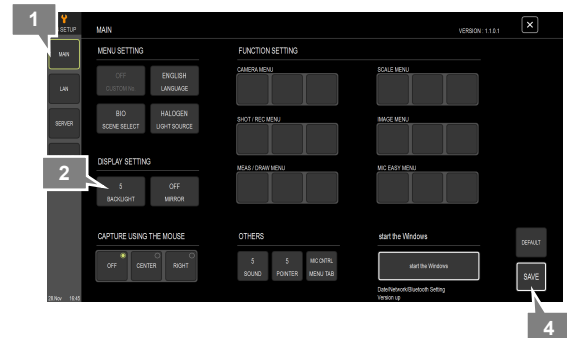 1
SETUP
MAIN
VERSION : 1.1.0.1
MAIN
LAN
SERVER
MENU SETTING
OFF
CUSTOM No.
ENGLISH
LANGUAGE
BIO
SCENE SELECT
HALOGEN
LIGHT SOURCE
FUNCTION SETTING
CAMERA MENU
SCALE MENU
SHOT / REC MENU
IMAGE MENU
MEAS / DRAW MENU
MIC EASY MENU
DISPLAY SETTING
2
5
BACKLIGHT
OFF
MIRROR
CAPTURE USING THE MOUSE
OFF
CENTER
RIGHT
OTHERS
5
SOUND
5
POINTER
MIC CNTRL
MENU TAB
start the Windows
start the Windows
Date/Network/Bluetooth Setting
Version up
DEFAULT
SAVE
4